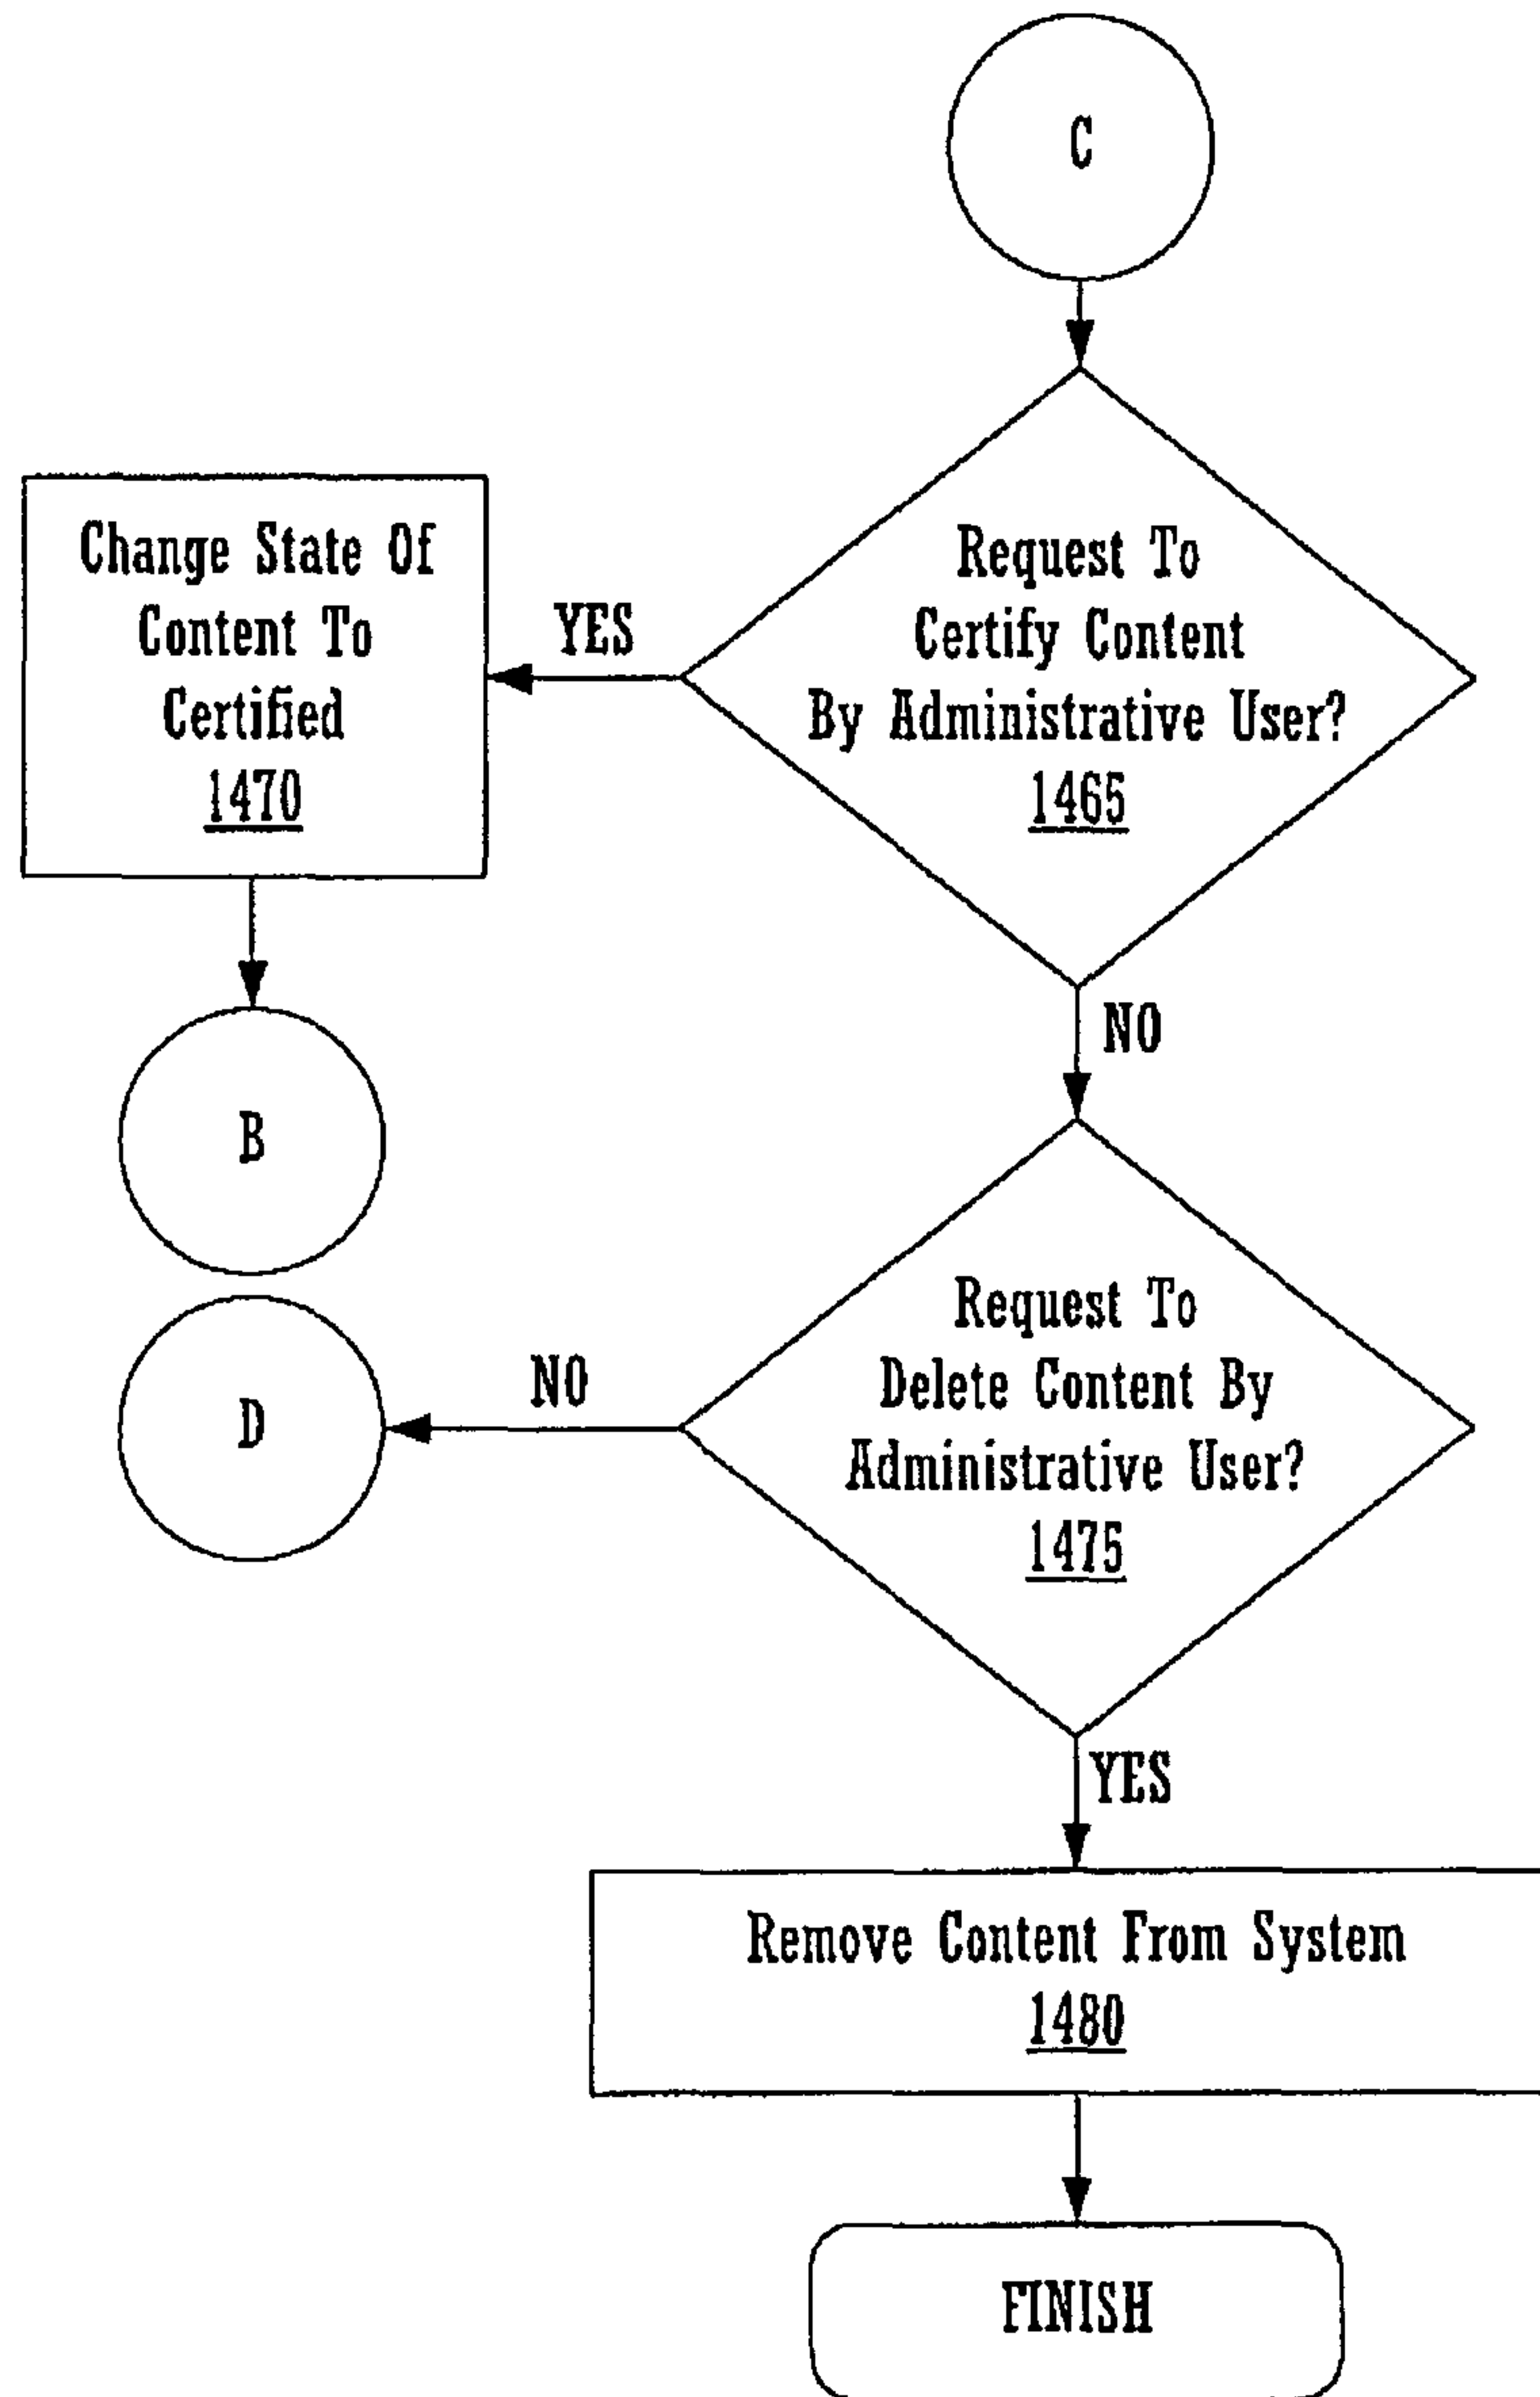 C
Request To
Certify Content
By Administrative User?
1465
YES
Change State Of
Content To
Certified
1470
B
NO
Request To
Delete Content By
Administrative User?
1475
NO
D
YES
Remove Content From System
1480
FINISH